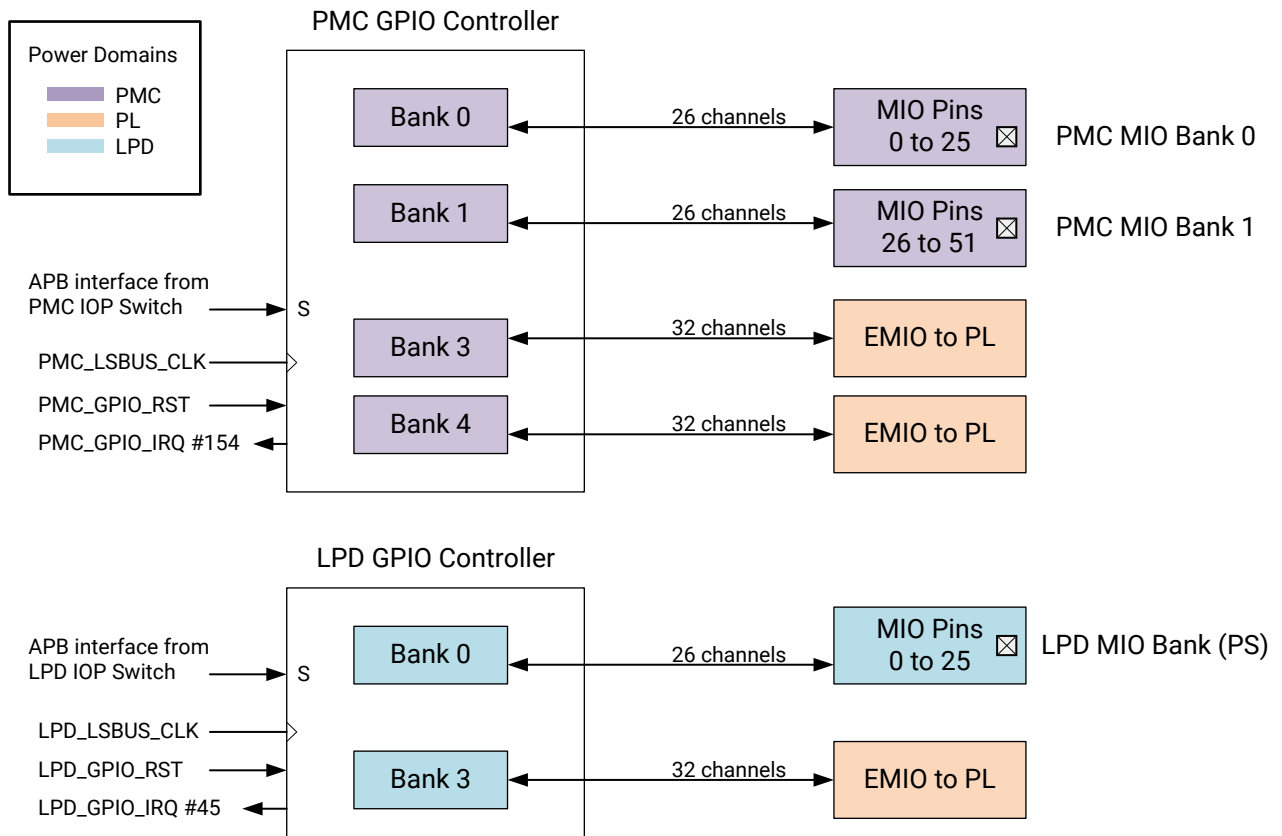 PMC GPIO Controller
Power Domains
PMC
PL
LPD
Bank 0
26 channels
MIO Pins
0 to 25
PMC MIO Bank 0
Bank 1
26 channels
MIO Pins
26 to 51
PMC MIO Bank 1
APB interface from
PMC IOP Switch
S
Bank 3
32 channels
EMIO to PL
PMC_LSBUS_CLK
PMC_GPIO_RST
Bank 4
32 channels
EMIO to PL
PMC_GPIO_IRQ #154
LPD GPIO Controller
APB interface from
LPD IOP Switch
S
Bank 0
26 channels
MIO Pins
0 to 25
LPD MIO Bank (PS)
LPD_LSBUS_CLK
LPD_GPIO_RST
Bank 3
32 channels
EMIO to PL
LPD_GPIO_IRQ #45